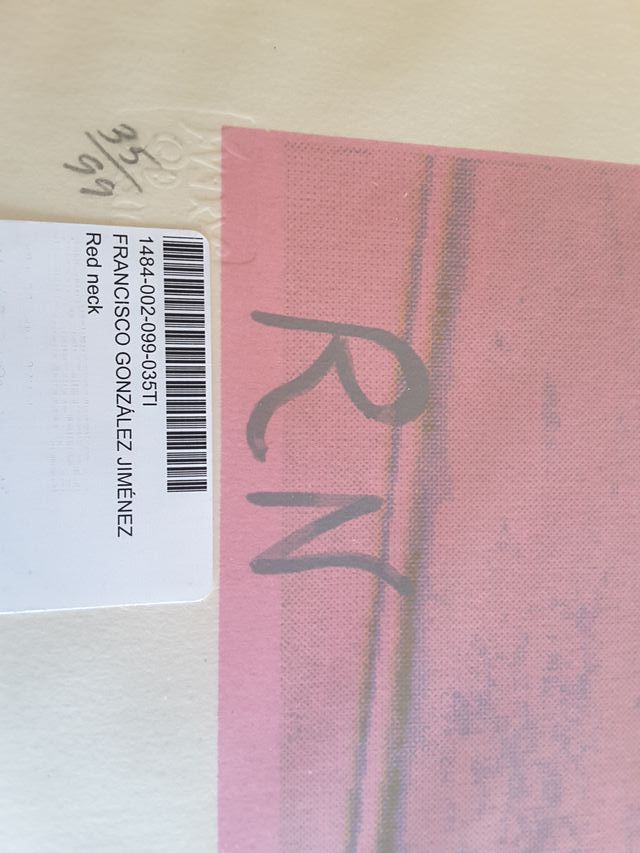 35/99
RN
1484-002-099-035TI
FRANCISCO GONZÁLEZ JIMÉNEZ
Red neck